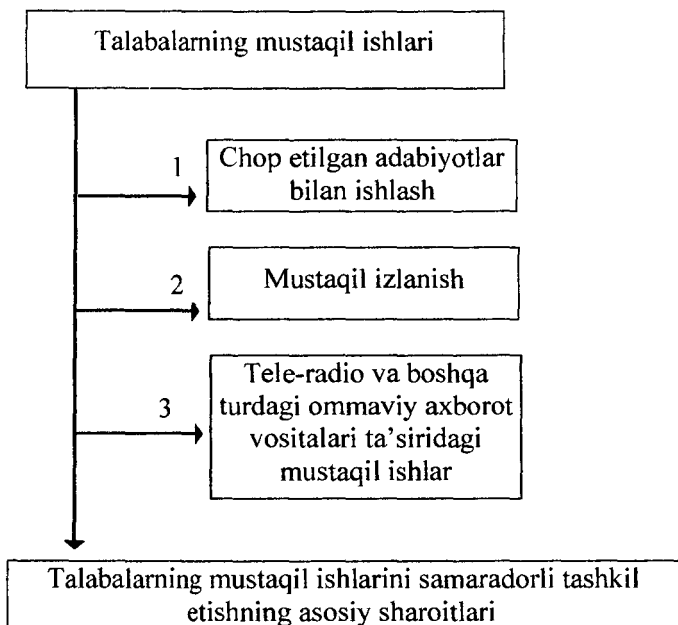 Talabalarning mustaqil ishlari
1
Chop etilgan adabiyotlar
bilan ishlash
2
Mustaqil izlanish
3
Tele-radio va boshqa
turdagi ommaviy axborot
vositalari ta’siridagi
mustaqil ishlar
Talabalarning mustaqil ishlarini samaradorli tashkil
etishning asosiy sharoitlari